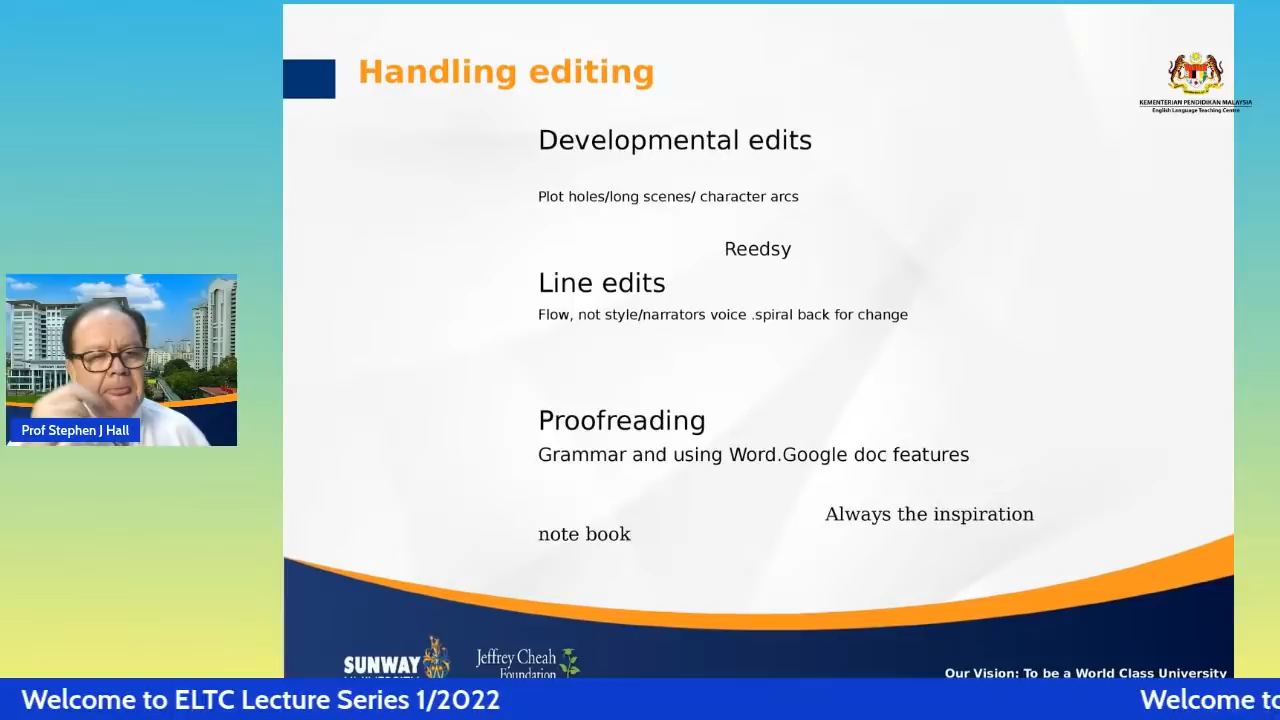 Handling editing
KEMENTERIAN PENDIDIKAN MALAYSIA
English Language Teaching Centre
Developmental edits
Plot holes/long scenes/ character arcs
Reedsy
Line edits
Flow, not style/narrators voice .spiral back for change
Proofreading
Grammar and using Word.Google doc features
Always the inspiration
note book
Prof Stephen J Hall
SUNWAY
Jeffrey Cheah
Foundation
Our Vision: To be a World Class University
Welcome to ELTC Lecture Series 1/2022
Welcome to